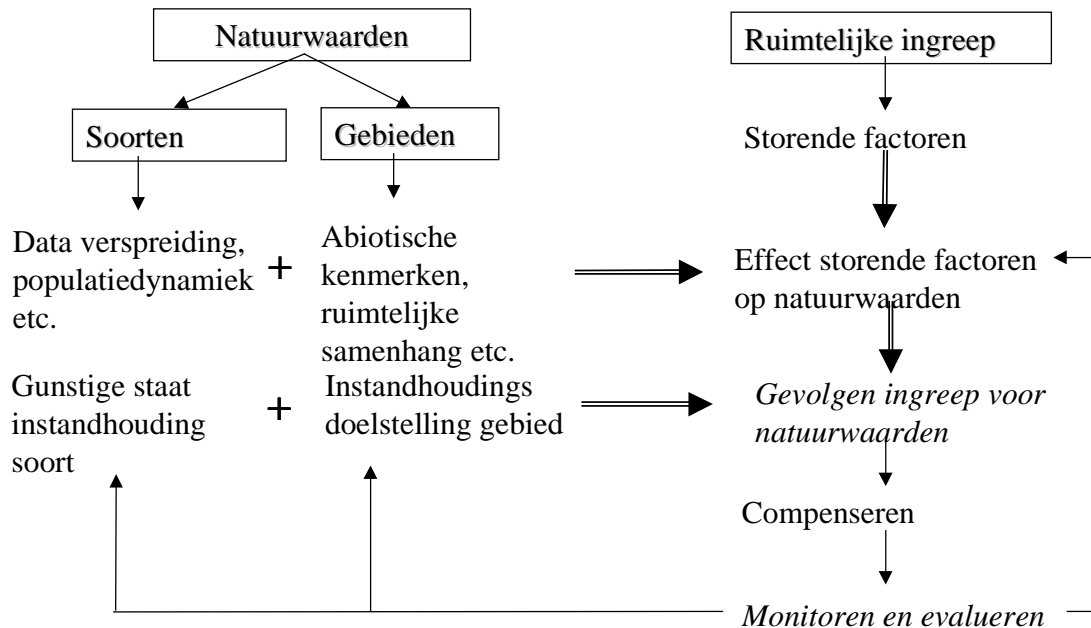 Natuurwaarden
Ruimtelijke ingreep
Soorten
Gebieden
Storende factoren
Data verspreiding,
populatiedynamiek
etc.
+
Abiotische
kenmerken,
ruimtelijke
samenhang etc.
Effect storende factoren
op natuurwaarden
Gunstige staat
instandhouding
soort
+
Instandhoudings
doelstelling gebied
Gevolgen ingreep voor
natuurwaarden
Compenseren
Monitoren en evalueren